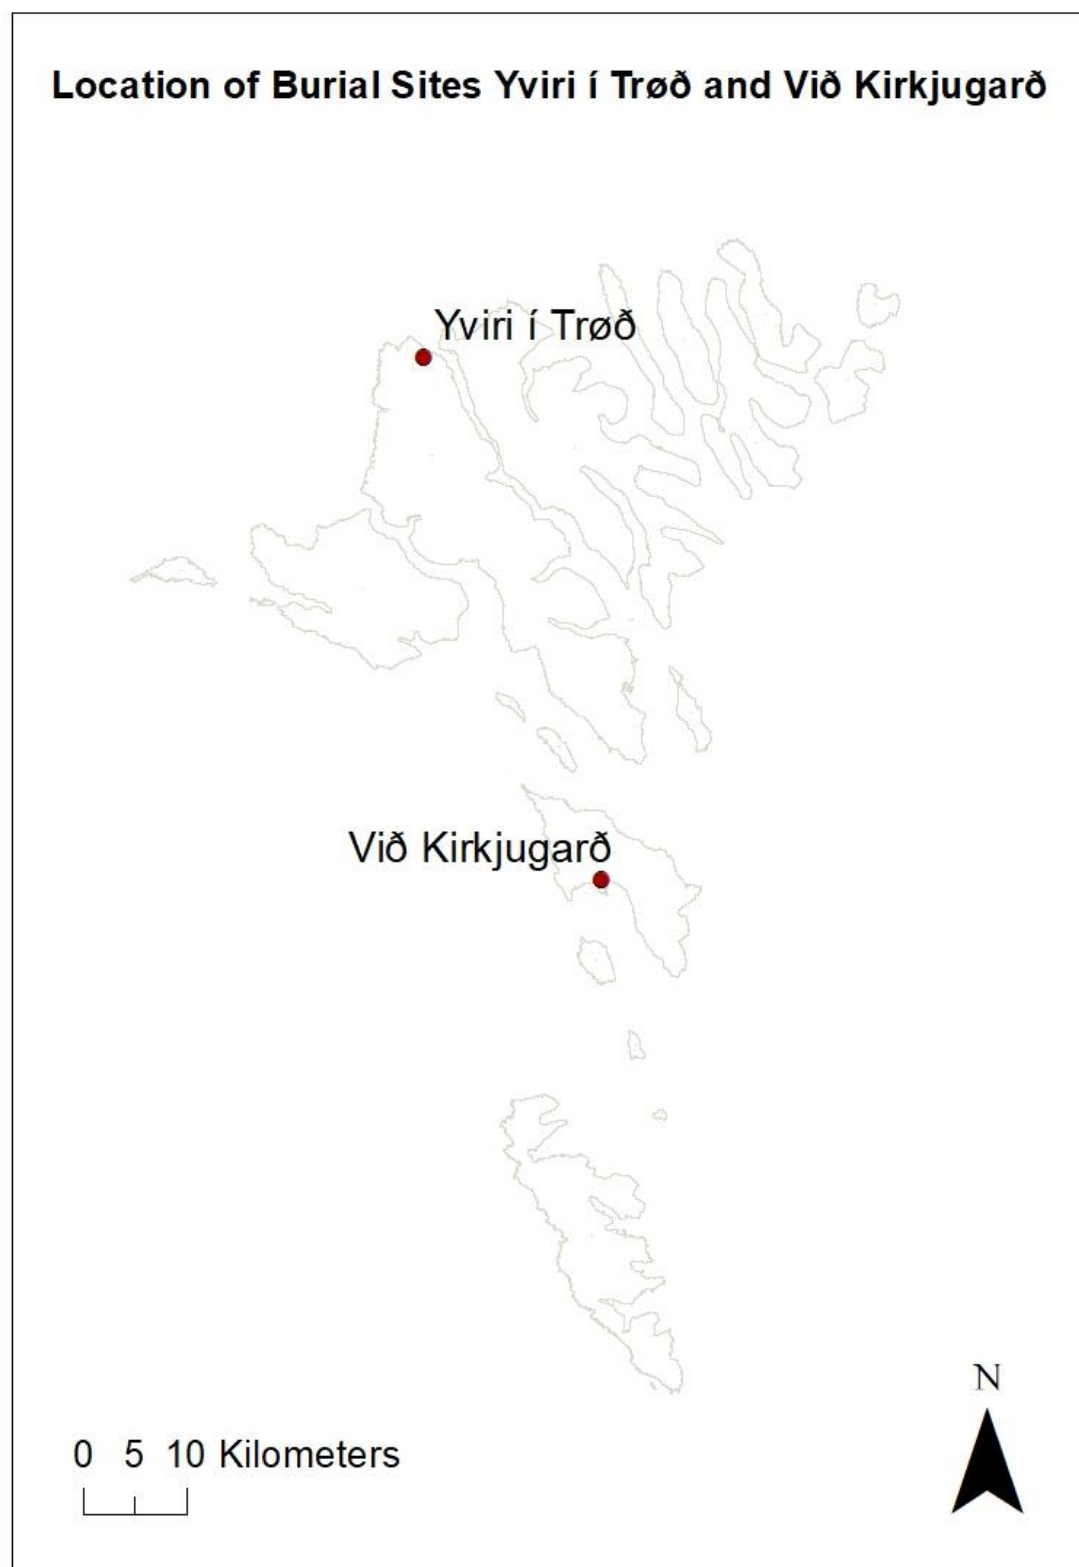 Location of Burial Sites Yviri í Trøð and Við Kirkjugarð
Yviri í Trøð
Við Kirkjugarð
N
0 5 10 Kilometers